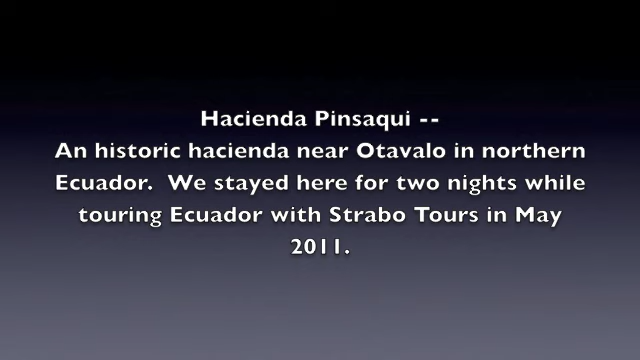 Hacienda Pinsaqui --
An historic hacienda near Otavalo in northern
Ecuador.  We stayed here for two nights while
touring Ecuador with Strabo Tours in May
2011.